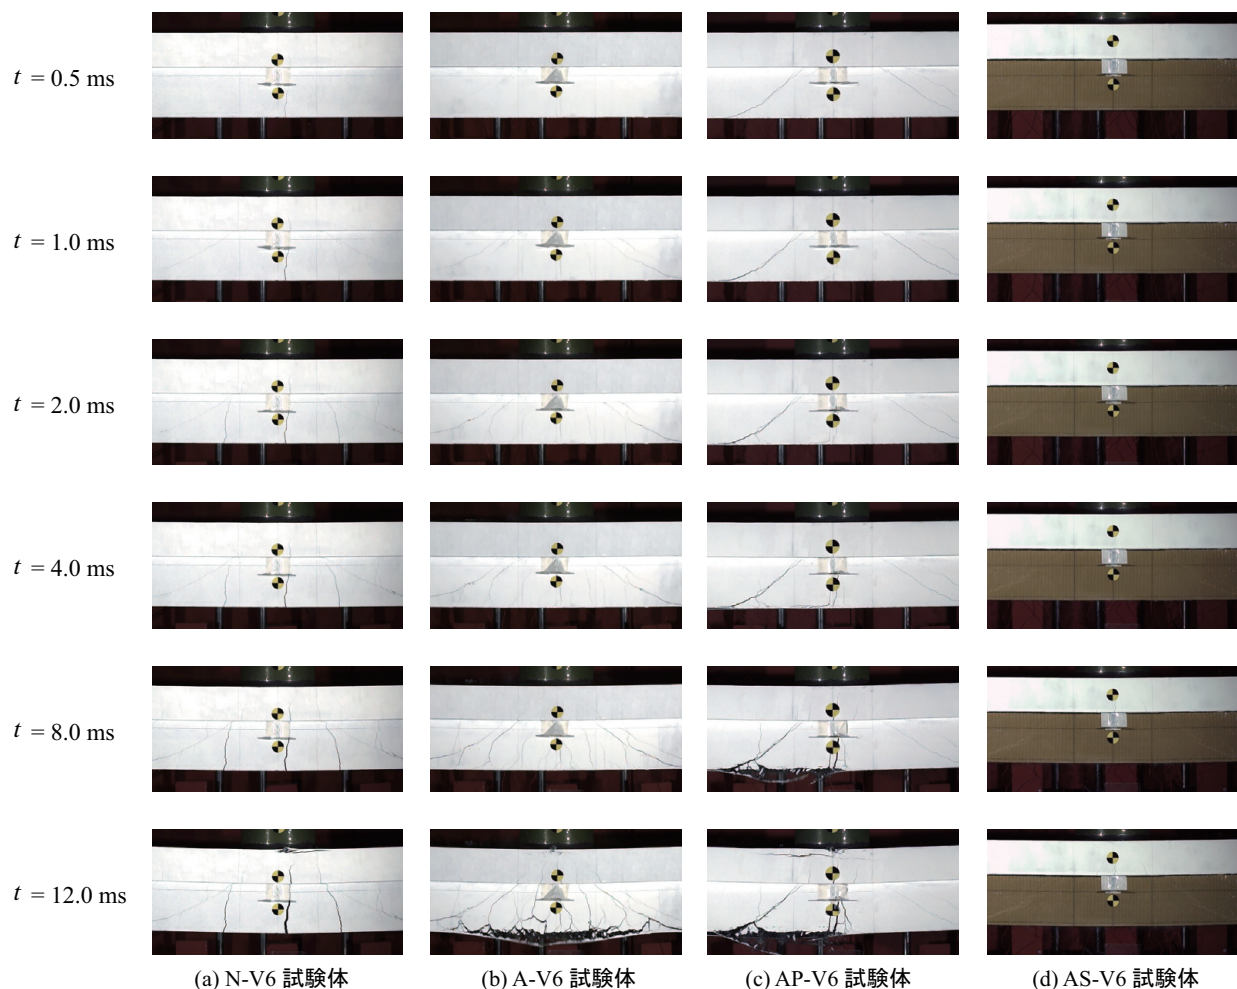 t = 0.5 ms
t = 1.0 ms
t = 2.0 ms
t = 4.0 ms
t = 8.0 ms
t = 12.0 ms
(a) N-V6 試験体
(b) A-V6 試験体
(c) AP-V6 試験体
(d) AS-V6 試験体